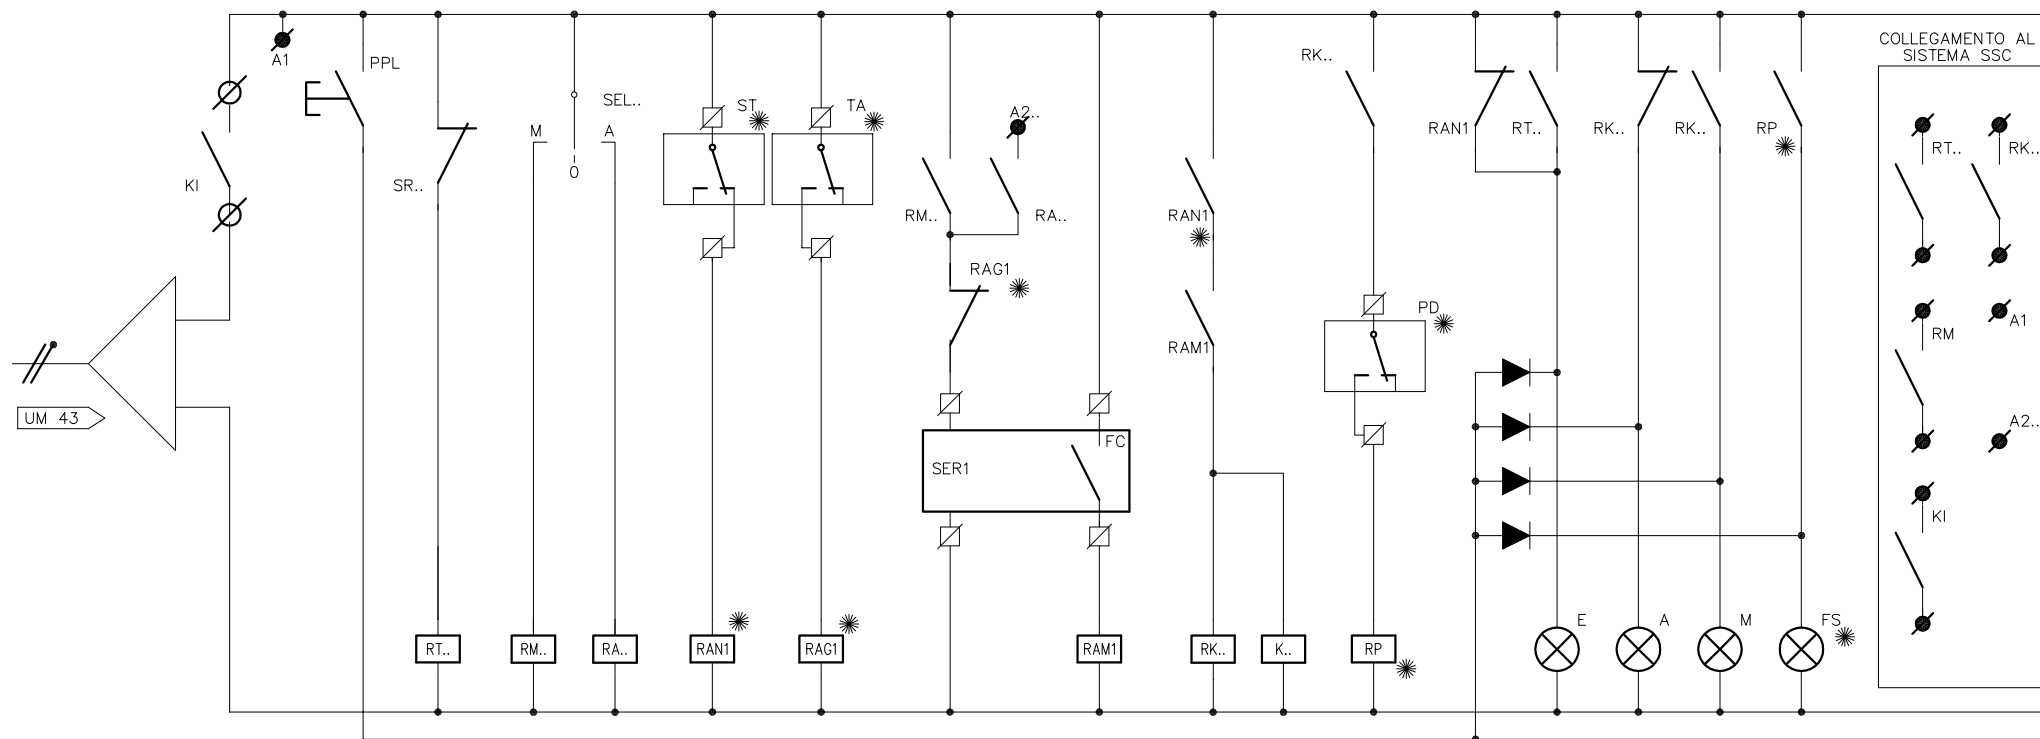 COLLEGAMENTO AL
SISTEMA SSC
A1
PPL
RK..
SEL..
ST
TA
A2..
M
A
O
KI
SR..
RAN1
RT..
RK..
RK..
RP
RT..
RK..
RM..
RA..
RAN1
RAG1
PD
RM
A1
RAM1
UM 43
FC
SER1
A2..
KI
E
A
M
FS
RT..
RM..
RA..
RAN1
RAG1
RAM1
RK..
K..
RP